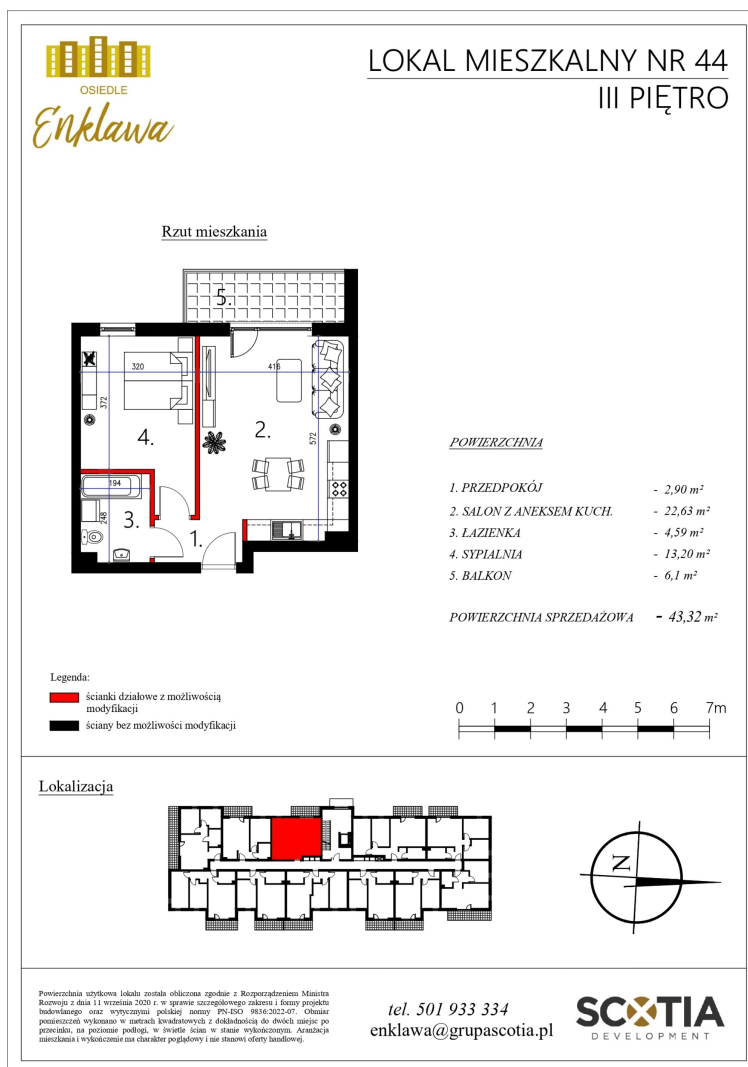 OSIEDLE
Enklawa
LOKAL MIESZKALNY NR 44
III PIĘTRO
Rzut mieszkania
5.
320
416
372
4.
2.
572
194
3.
248
1.
POWIERZCHNIA
1. PRZEDPOKÓJ - 2,90 m²
2. SALON Z ANEKSEM KUCH. - 22,63 m²
3. ŁAZIENKA - 4,59 m²
4. SYPIALNIA - 13,20 m²
5. BALKON - 6,1 m²
POWIERZCHNIA SPRZEDAŻOWA - 43,32 m²
Legenda:
ścianki działowe z możliwością
modyfikacji
ściany bez możliwości modyfikacji
0 1 2 3 4 5 6 7m
Lokalizacja
N
Powierzchnia użytkowa lokalu została obliczona zgodnie z Rozporządzeniem Ministra
Rozwoju z dnia 11 września 2020 r. w sprawie szczegółowego zakresu i formy projektu
budowlanego oraz wytycznymi polskiej normy PN-ISO 9836:2022-07. Obmiar
pomieszczeń wykonano w metrach kwadratowych z dokładnością do dwóch miejsc po
przecinku, na poziomie podłogi, w świetle ścian w stanie wykończonym. Aranżacja
mieszkania i wykończenie ma charakter poglądowy i nie stanowi oferty handlowej.
tel. 501 933 334
enklawa@grupascotia.pl
SCOTIA
DEVELOPMENT